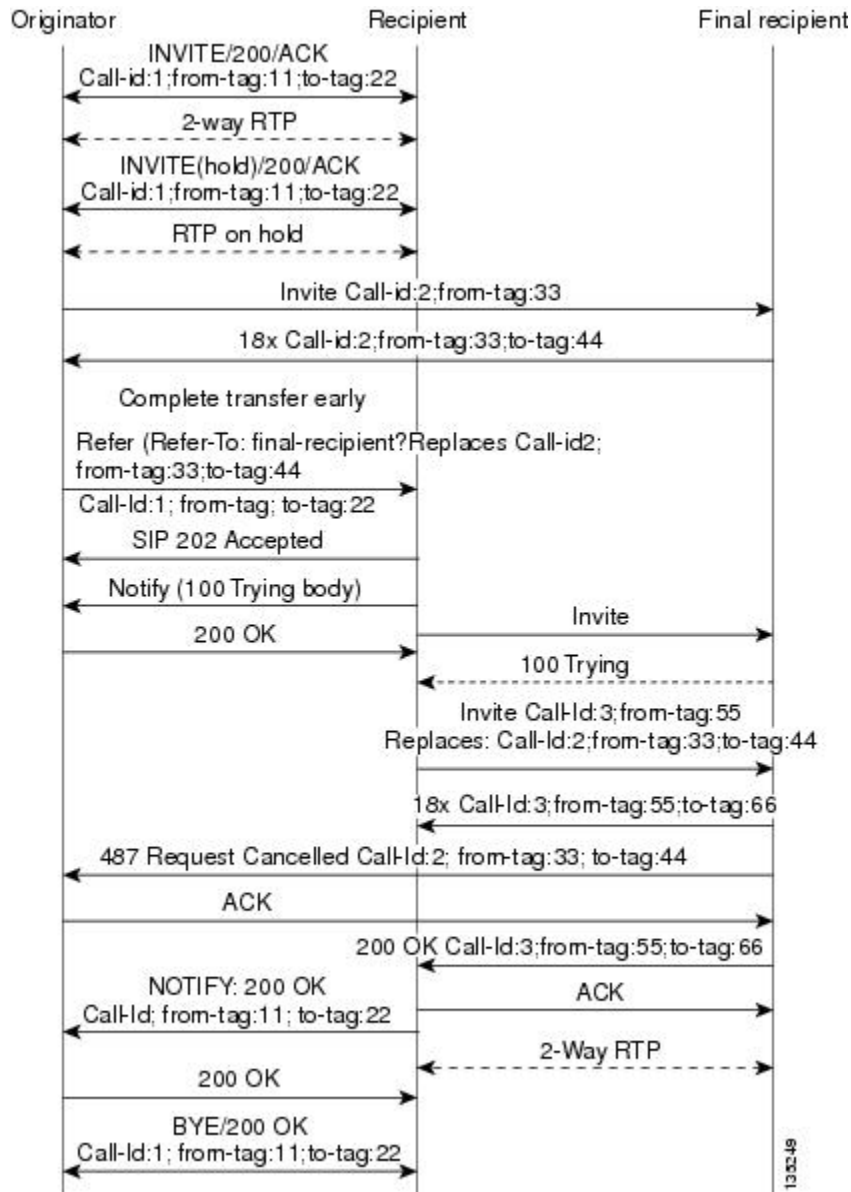 Originator
Recipient
Final recipient
INVITE/200/ACK
Call-id:1;from-tag:11;to-tag:22
2-way RTP
INVITE(hold)/200/ACK
Call-id:1;from-tag:11;to-tag:22
RTP on hold
Invite Call-id:2;from-tag:33
18x Call-id:2;from-tag:33;to-tag:44
Complete transfer early
Refer (Refer-To: final-recipient?Replaces Call-id2;
from-tag:33;to-tag:44
Call-Id:1; from-tag; to-tag:22
SIP 202 Accepted
Notify (100 Trying body)
Invite
200 OK
100 Trying
Invite Call-Id:3;from-tag:55
Replaces: Call-Id:2;from-tag:33;to-tag:44
18x Call-Id:3;from-tag:55;to-tag:66
487 Request Cancelled Call-Id:2; from-tag:33; to-tag:44
ACK
200 OK Call-Id:3;from-tag:55;to-tag:66
NOTIFY: 200 OK
Call-Id; from-tag:11; to-tag:22
ACK
2-Way RTP
200 OK
BYE/200 OK
Call-Id:1; from-tag:11;to-tag:22
135249